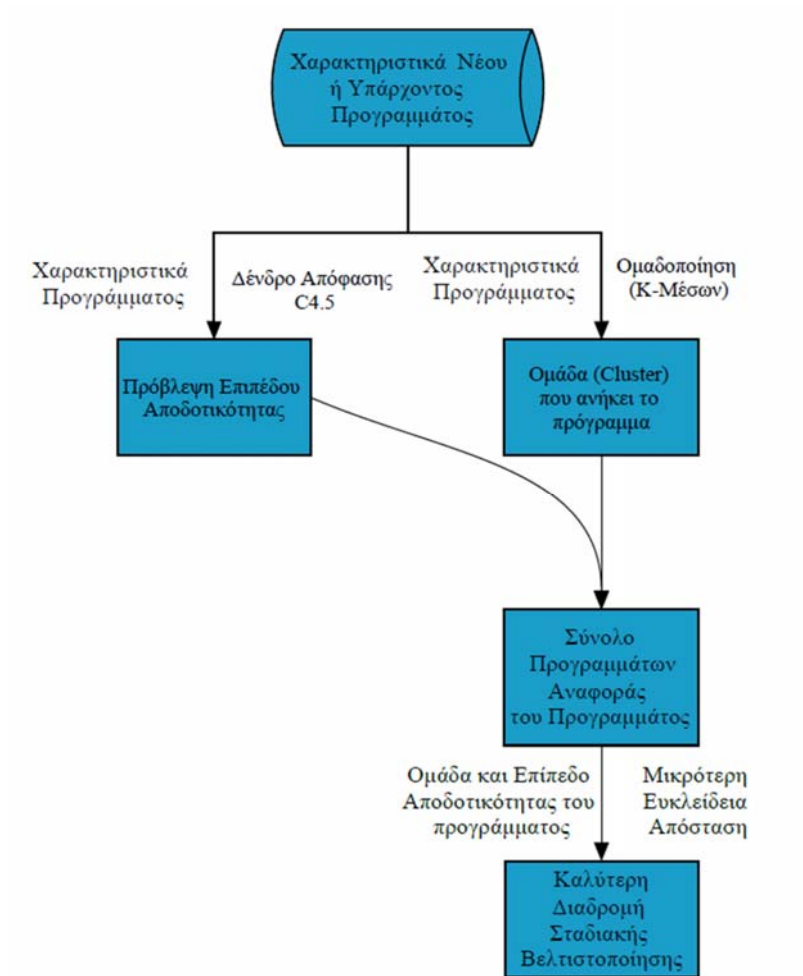 Χαρακτηριστικά Νέου
ή Υπάρχοντος
Προγραμμάτος
Χαρακτηριστικά
Προγράμματος
Δένδρο Απόφασης
C4.5
Χαρακτηριστικά
Προγράμματος
Ομαδοποίηση
(Κ-Μέσων)
Πρόβλεψη Επιπέδου
Αποδοτικότητας
Ομάδα (Cluster)
που ανήκει το
πρόγραμμα
Σύνολο
Προγραμμάτων
Αναφοράς
του Προγραμμάτος
Ομάδα και Επίπεδο
Αποδοτικότητας του
προγράμματος
Μικρότερη
Ευκλείδεια
Απόσταση
Καλύτερη
Διαδρομή
Σταδιακής
Βελτιστοποίησης